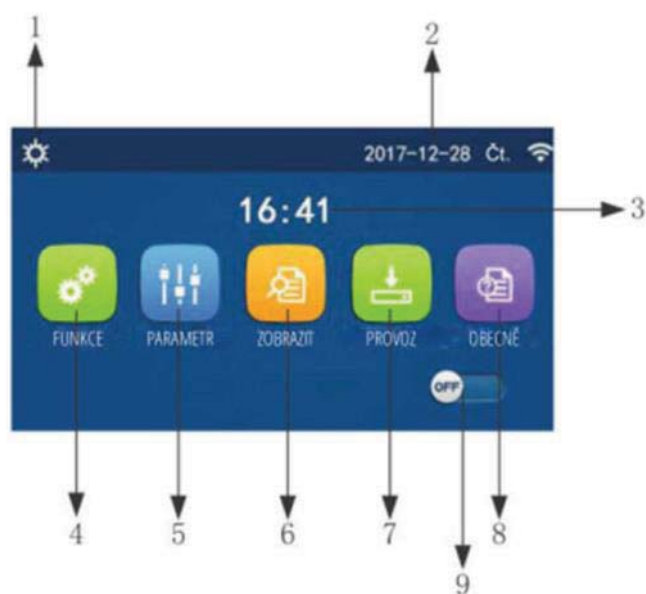 1 2
2017-12-28 Čt.
16:41 3
FUNKCE PARAMETR ZOBRAZIT PROVOZ OBECNĚ
OFF
4 5 6 7 8
9